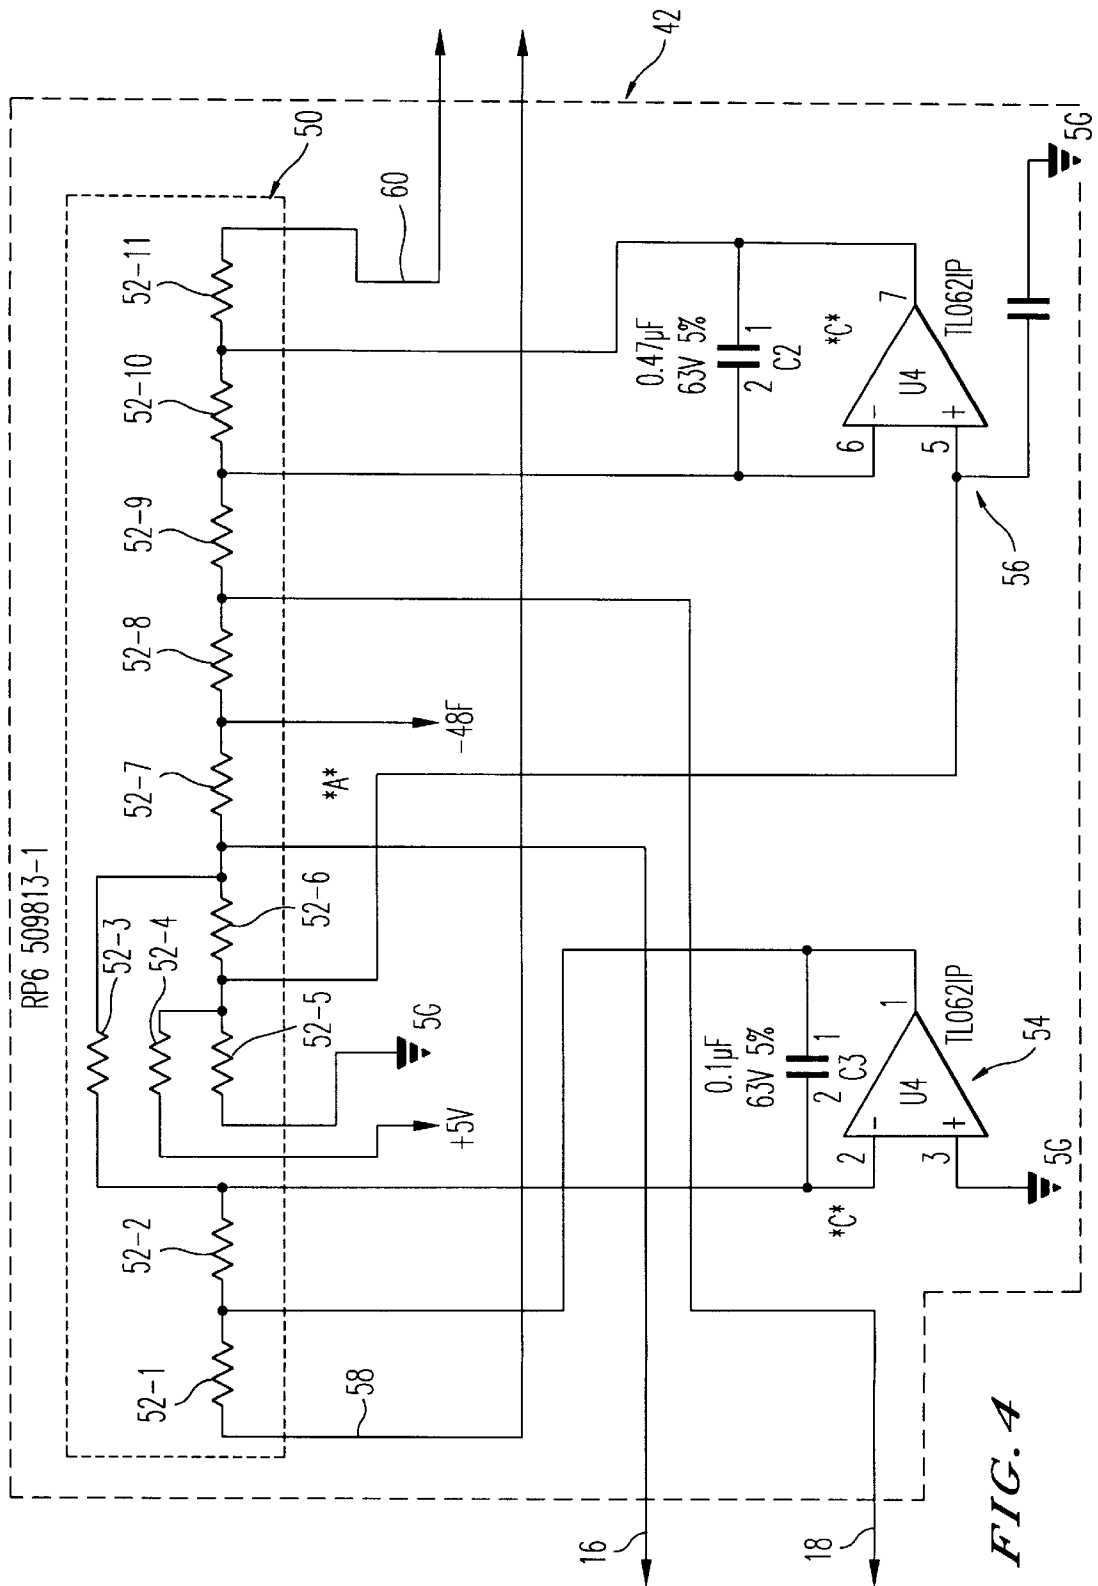 42
50
RP6 509813-1
52-1
52-2
52-3
52-4
52-5
52-6
52-7
52-8
52-9
52-10
52-11
60
58
5G
+5V
*A*
-48F
0.1µF
63V 5%
2 1
C3
*C*
2
3
1
-
+
U4
TL062IP
54
5G
0.47µF
63V 5%
2 1
C2
*C*
6
5
7
-
+
U4
TL062IP
56
5G
16
18
FIG. 4